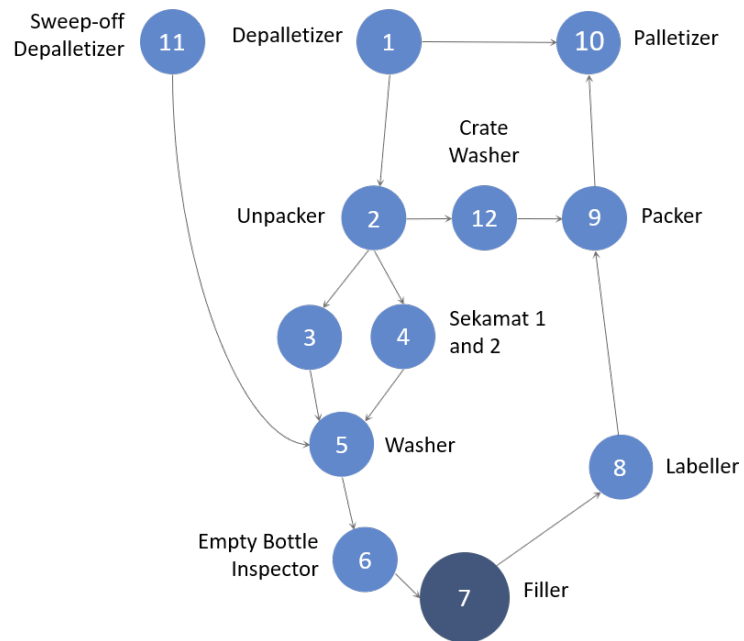 Sweep-off
Depalletizer
11
Depalletizer
1
10
Palletizer
Crate
Washer
Unpacker
2
12
9
Packer
3
4
Sekamat 1
and 2
5
Washer
8
Labeller
Empty Bottle
Inspector
6
7
Filler